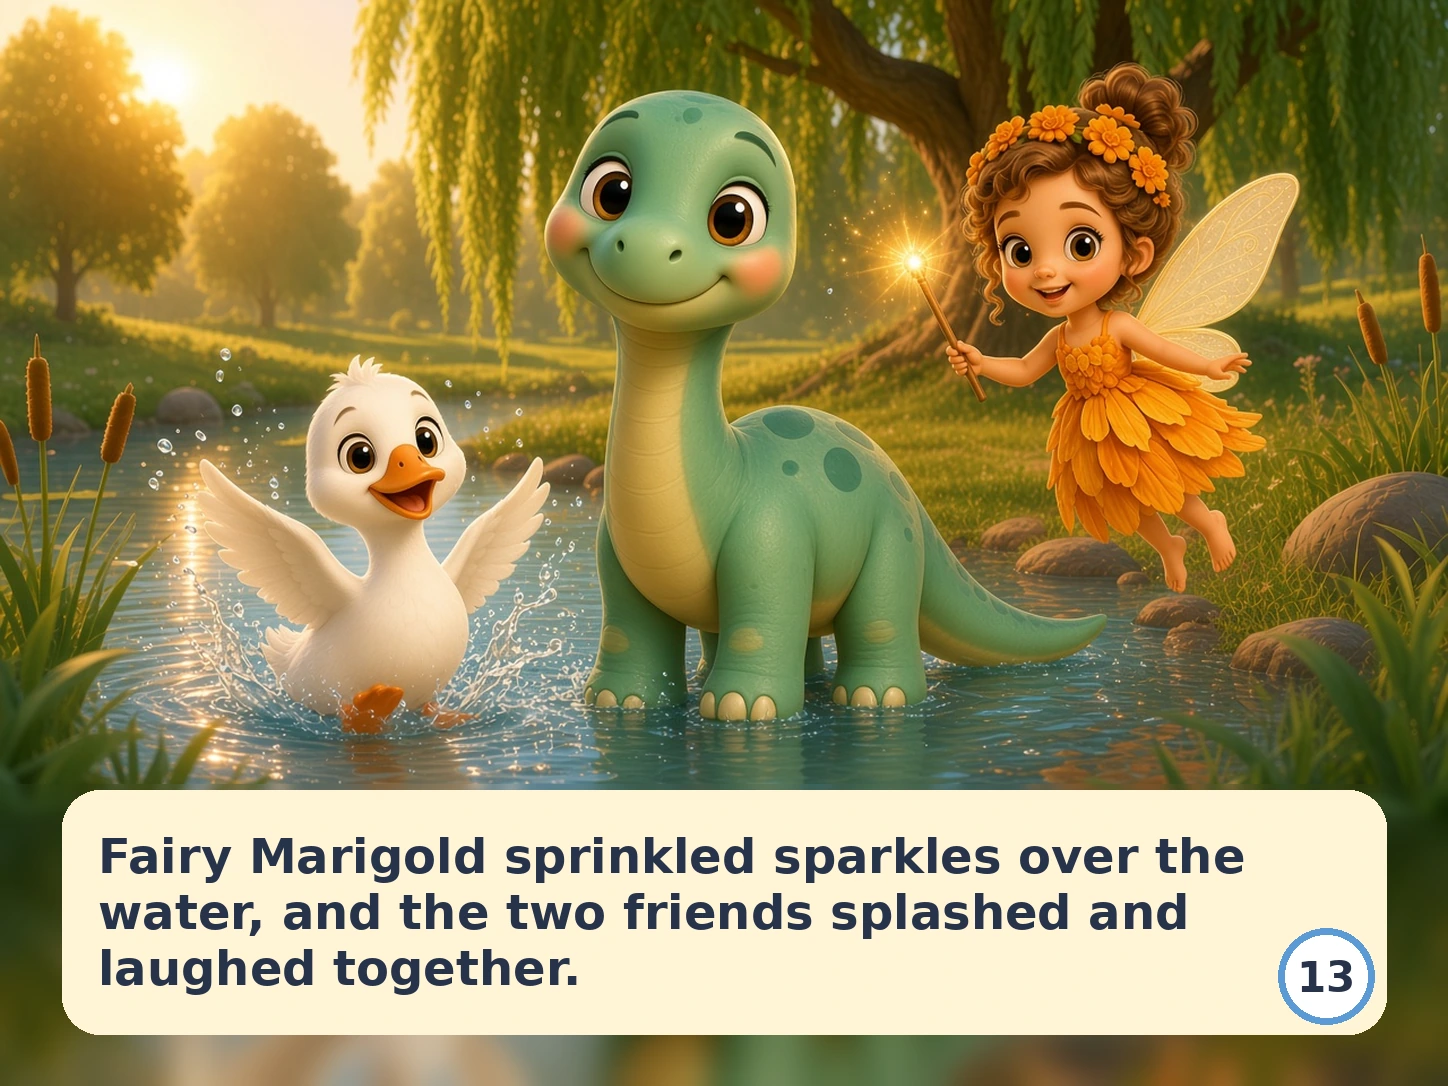 Fairy Marigold sprinkled sparkles over the
water, and the two friends splashed and
laughed together.
13